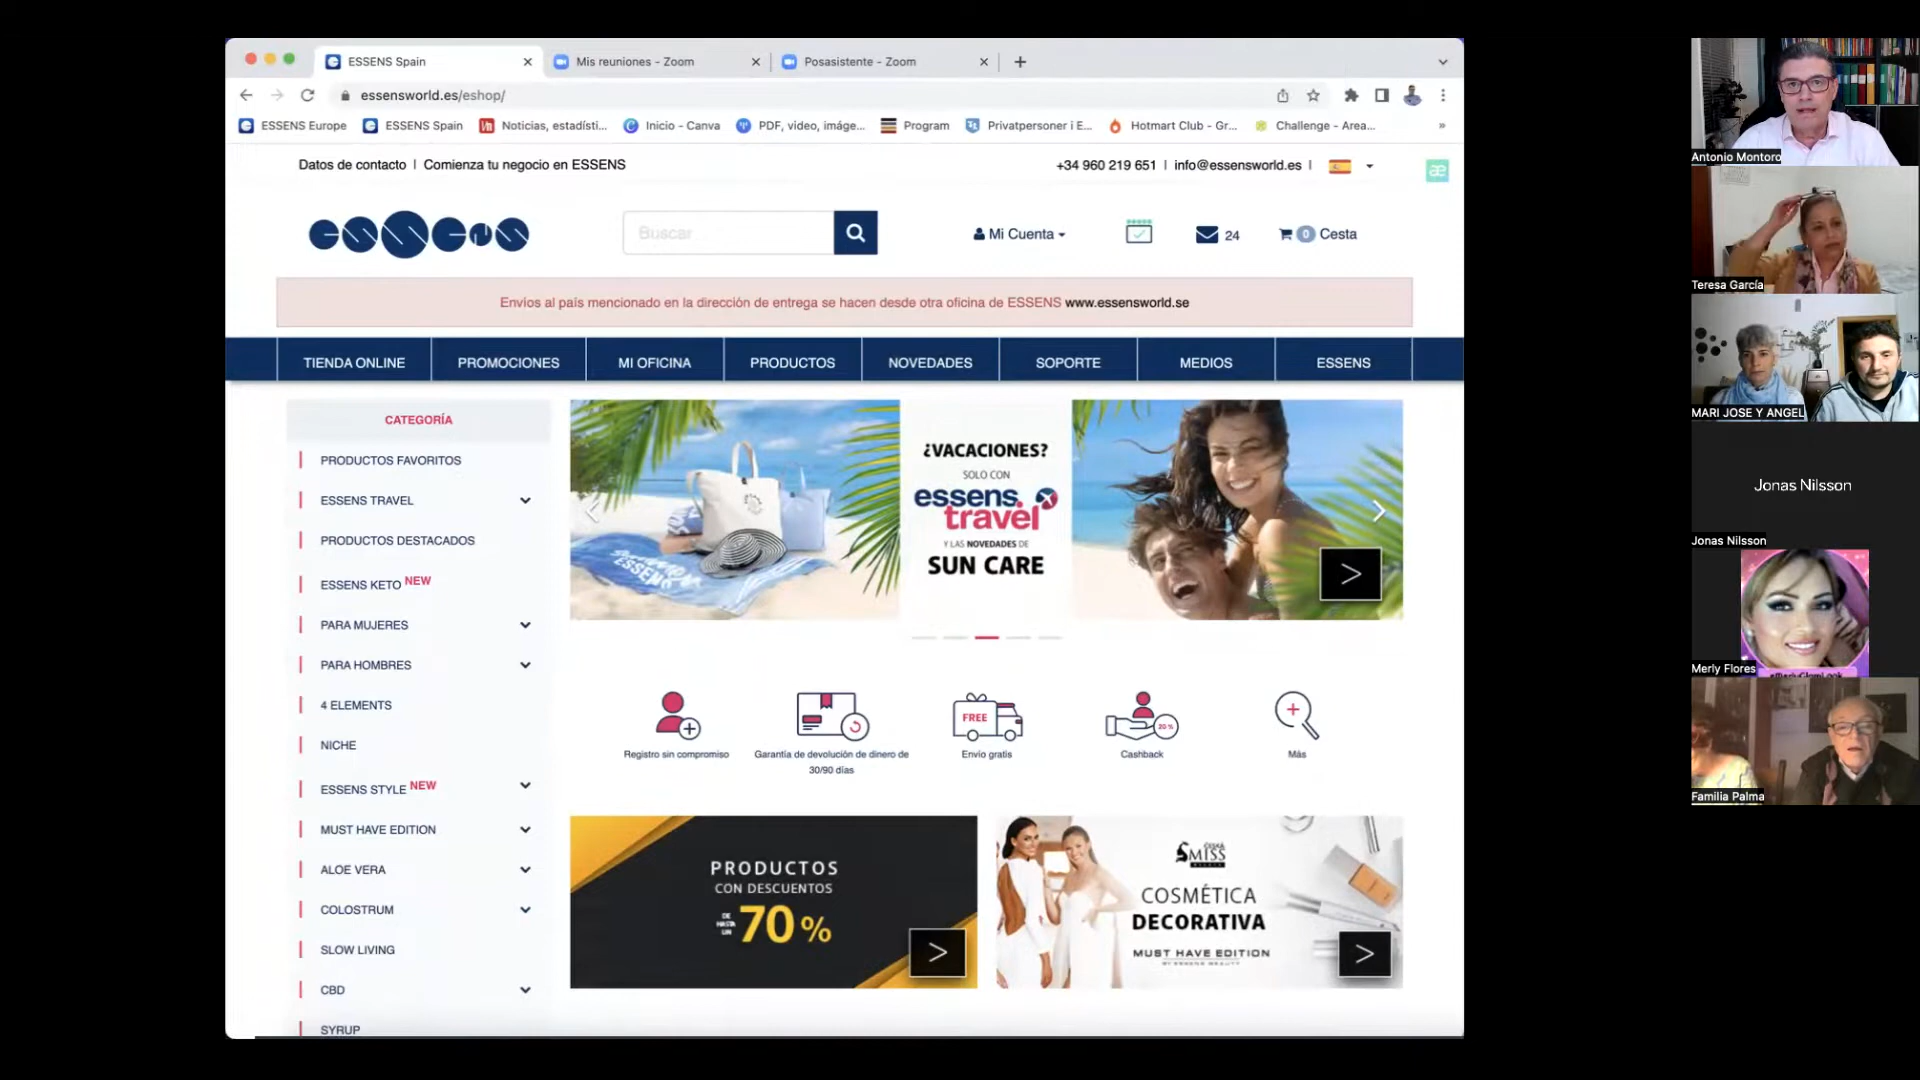 ESSENS Spain
Mis reuniones - Zoom
Posasistente - Zoom
essensworld.es/eshop/
ESSENS Europe
ESSENS Spain
Noticias, estadísti...
Inicio - Canva
PDF, video, imáge...
Program
Privatpersoner i E...
Hotmart Club - Gr...
Challenge - Area...
»
Datos de contacto | Comienza tu negocio en ESSENS
+34 960 219 651 | info@essensworld.es |
æ
essens
Buscar ...
Mi Cuenta
24
0 Cesta
Envíos al país mencionado en la dirección de entrega se hacen desde otra oficina de ESSENS www.essensworld.se
TIENDA ONLINE
PROMOCIONES
MI OFICINA
PRODUCTOS
NOVEDADES
SOPORTE
MEDIOS
ESSENS
CATEGORÍA
PRODUCTOS FAVORITOS
ESSENS TRAVEL
PRODUCTOS DESTACADOS
ESSENS KETO NEW
PARA MUJERES
PARA HOMBRES
4 ELEMENTS
NICHE
ESSENS STYLE NEW
MUST HAVE EDITION
ALOE VERA
COLOSTRUM
SLOW LIVING
CBD
SYRUP
¿VACACIONES?
SOLO CON
essens
travel
Y LAS NOVEDADES DE
SUN CARE
>
Registro sin compromiso
Garantía de devolución de dinero de
30/90 días
FREE
Envío gratis
20 %
Cashback
Más
PRODUCTOS
CON DESCUENTOS
DE HASTA UN 70 %
>
MISS
COSMÉTICA
DECORATIVA
MUST HAVE EDITION
BY ESSENS BEAUTY
>
Antonio Montoro
Teresa García
MARI JOSE Y ANGEL
Jonas Nilsson
Jonas Nilsson
Merly Flores
#MerlyGlamLook
Familia Palma